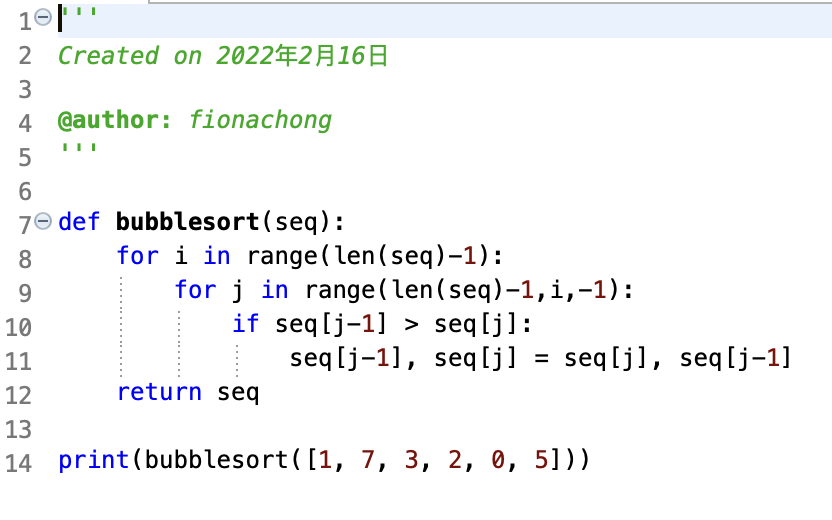 1 '''
2 Created on 2022年2月16日
3
4 @author: fionachong
5 '''
6
7 def bubblesort(seq):
8     for i in range(len(seq)-1):
9         for j in range(len(seq)-1,i,-1):
10             if seq[j-1] > seq[j]:
11                 seq[j-1], seq[j] = seq[j], seq[j-1]
12     return seq
13
14 print(bubblesort([1, 7, 3, 2, 0, 5]))